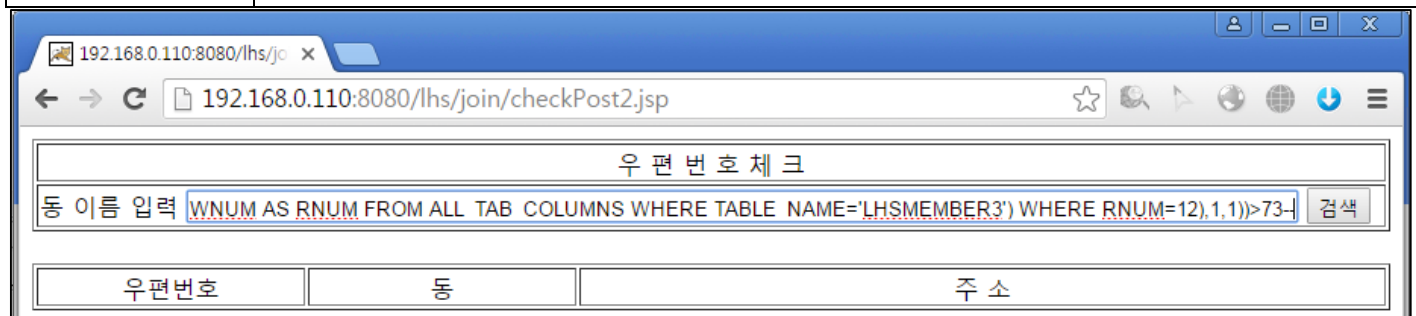 192.168.0.110:8080/lhs/jo
192.168.0.110:8080/lhs/join/checkPost2.jsp
우 편 번 호 체 크
동 이름 입력 WNUM AS RNUM FROM ALL_TAB_COLUMNS WHERE TABLE_NAME='LHSMEMBER3') WHERE RNUM=12),1,1))>73-- 검색
우편번호 동 주 소